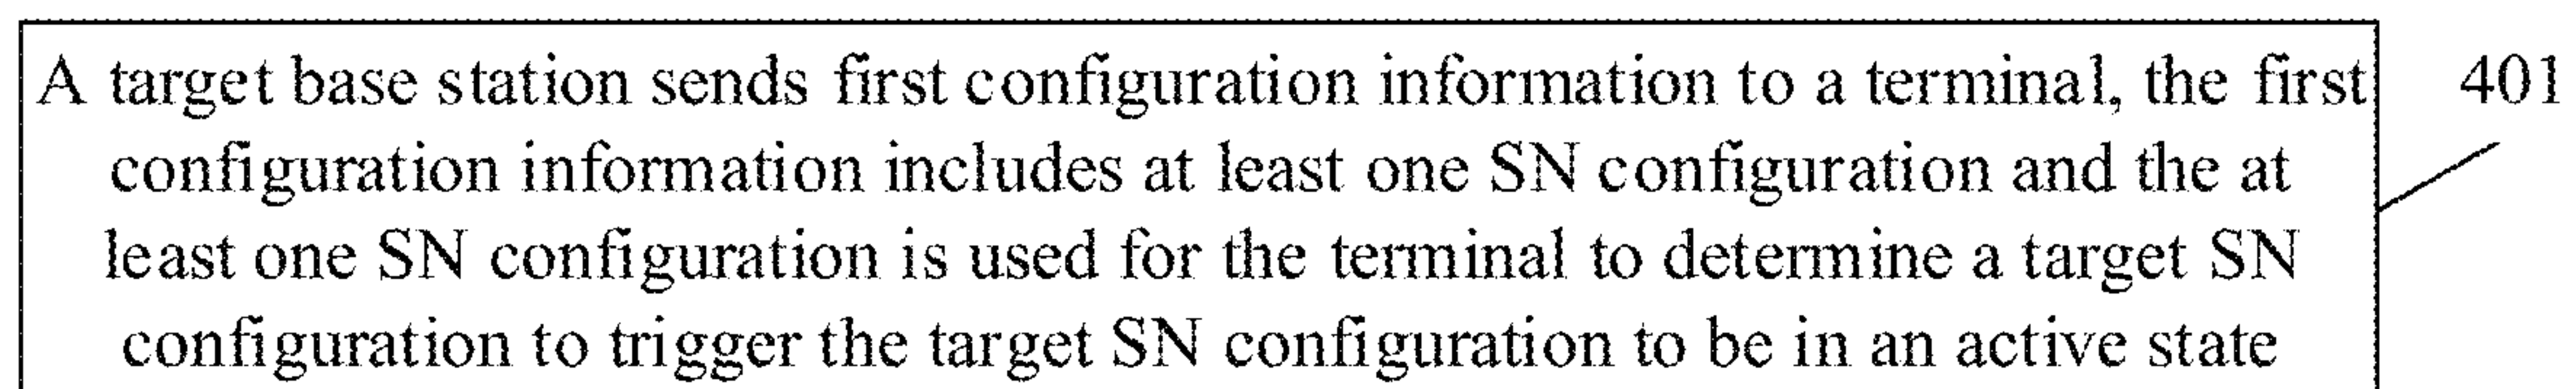 A target base station sends first configuration information to a terminal, the first
401
configuration information includes at least one SN configuration and the at
least one SN configuration is used for the terminal to determine a target SN
configuration to trigger the target SN configuration to be in an active state